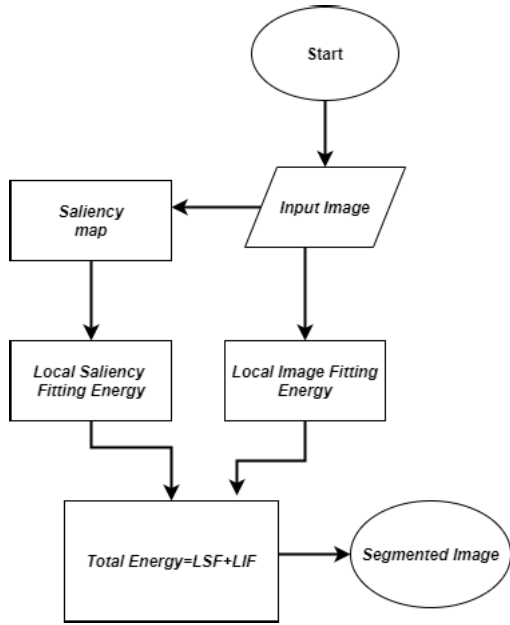 Start
Input Image
Saliency
map
Local Saliency
Fitting Energy
Local Image Fitting
Energy
Total Energy=LSF+LIF
Segmented Image